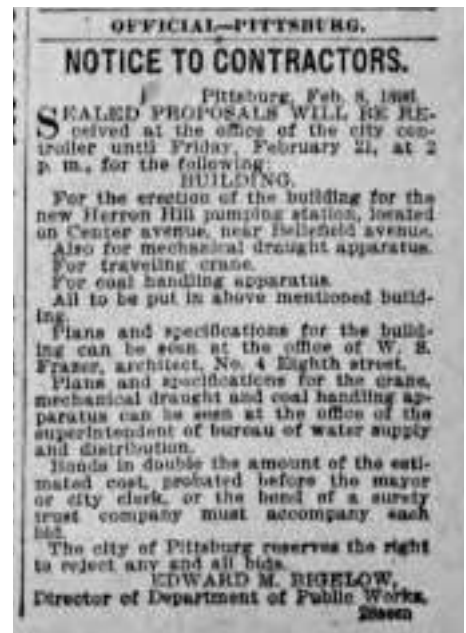 OFFICIAL—PITTSBURG.
NOTICE TO CONTRACTORS.
Pittsburg, Feb. 8, 1896.
SEALED PROPOSALS WILL BE RE-
ceived at the office of the city con-
troller until Friday, February 21, at 2
p. m., for the following:
BUILDING.
For the erection of the building for the
new Herron Hill pumping station, located
on Center avenue, near Bellefield avenue.
Also for mechanical draught apparatus.
For traveling crane.
For coal handling apparatus.
All to be put in above mentioned build-
ing.
Plans and specifications for the build-
ing can be seen at the office of W. S.
Frazer, architect, No. 4 Eighth street.
Plans and specifications for the crane,
mechanical draught and coal handling ap-
paratus can be seen at the office of the
superintendent of bureau of water supply
and distribution.
Bonds in double the amount of the esti-
mated cost, probated before the mayor
or city clerk, or the bond of a surety
trust company must accompany each
bid.
The city of Pittsburg reserves the right
to reject any and all bids.
EDWARD M. BIGELOW,
Director of Department of Public Works.